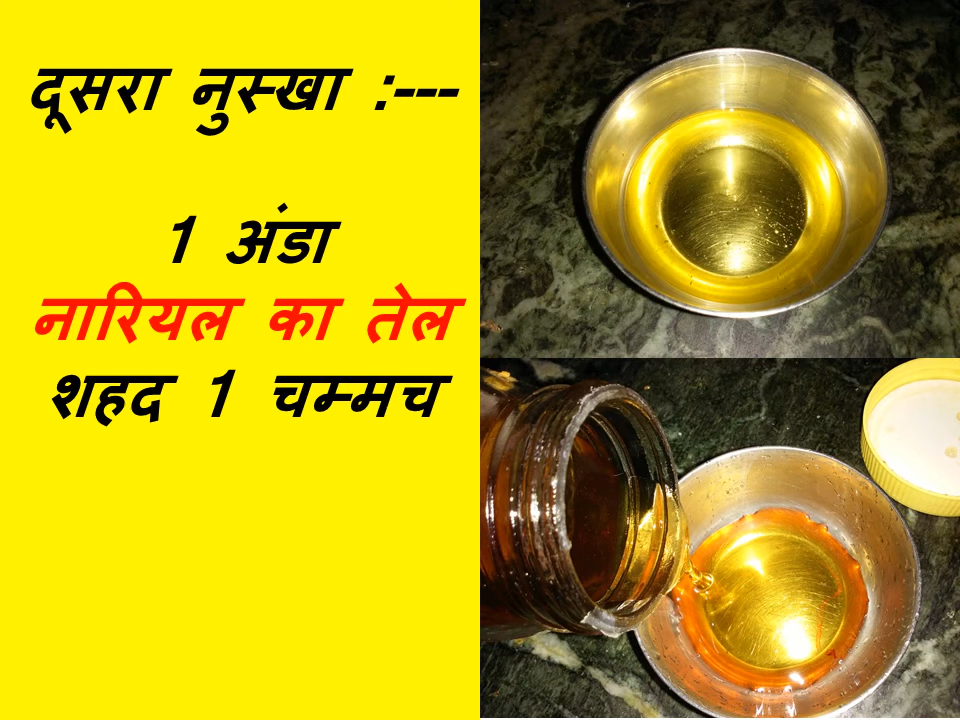 दूसरा नुस्खा :---
1 अंडा
नारियल का तेल
शहद 1 चम्मच